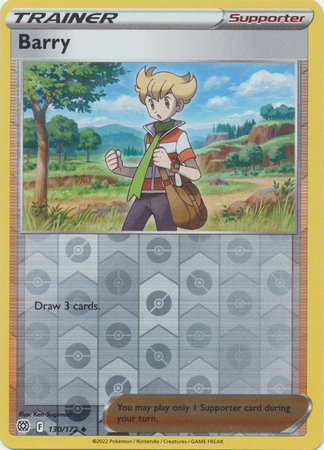 TRAINER
Supporter
Barry
Draw 3 cards.
Illus. Ken Sugimori
F 130/172
You may play only 1 Supporter card during
your turn.
©2022 Pokémon / Nintendo / Creatures / GAME FREAK